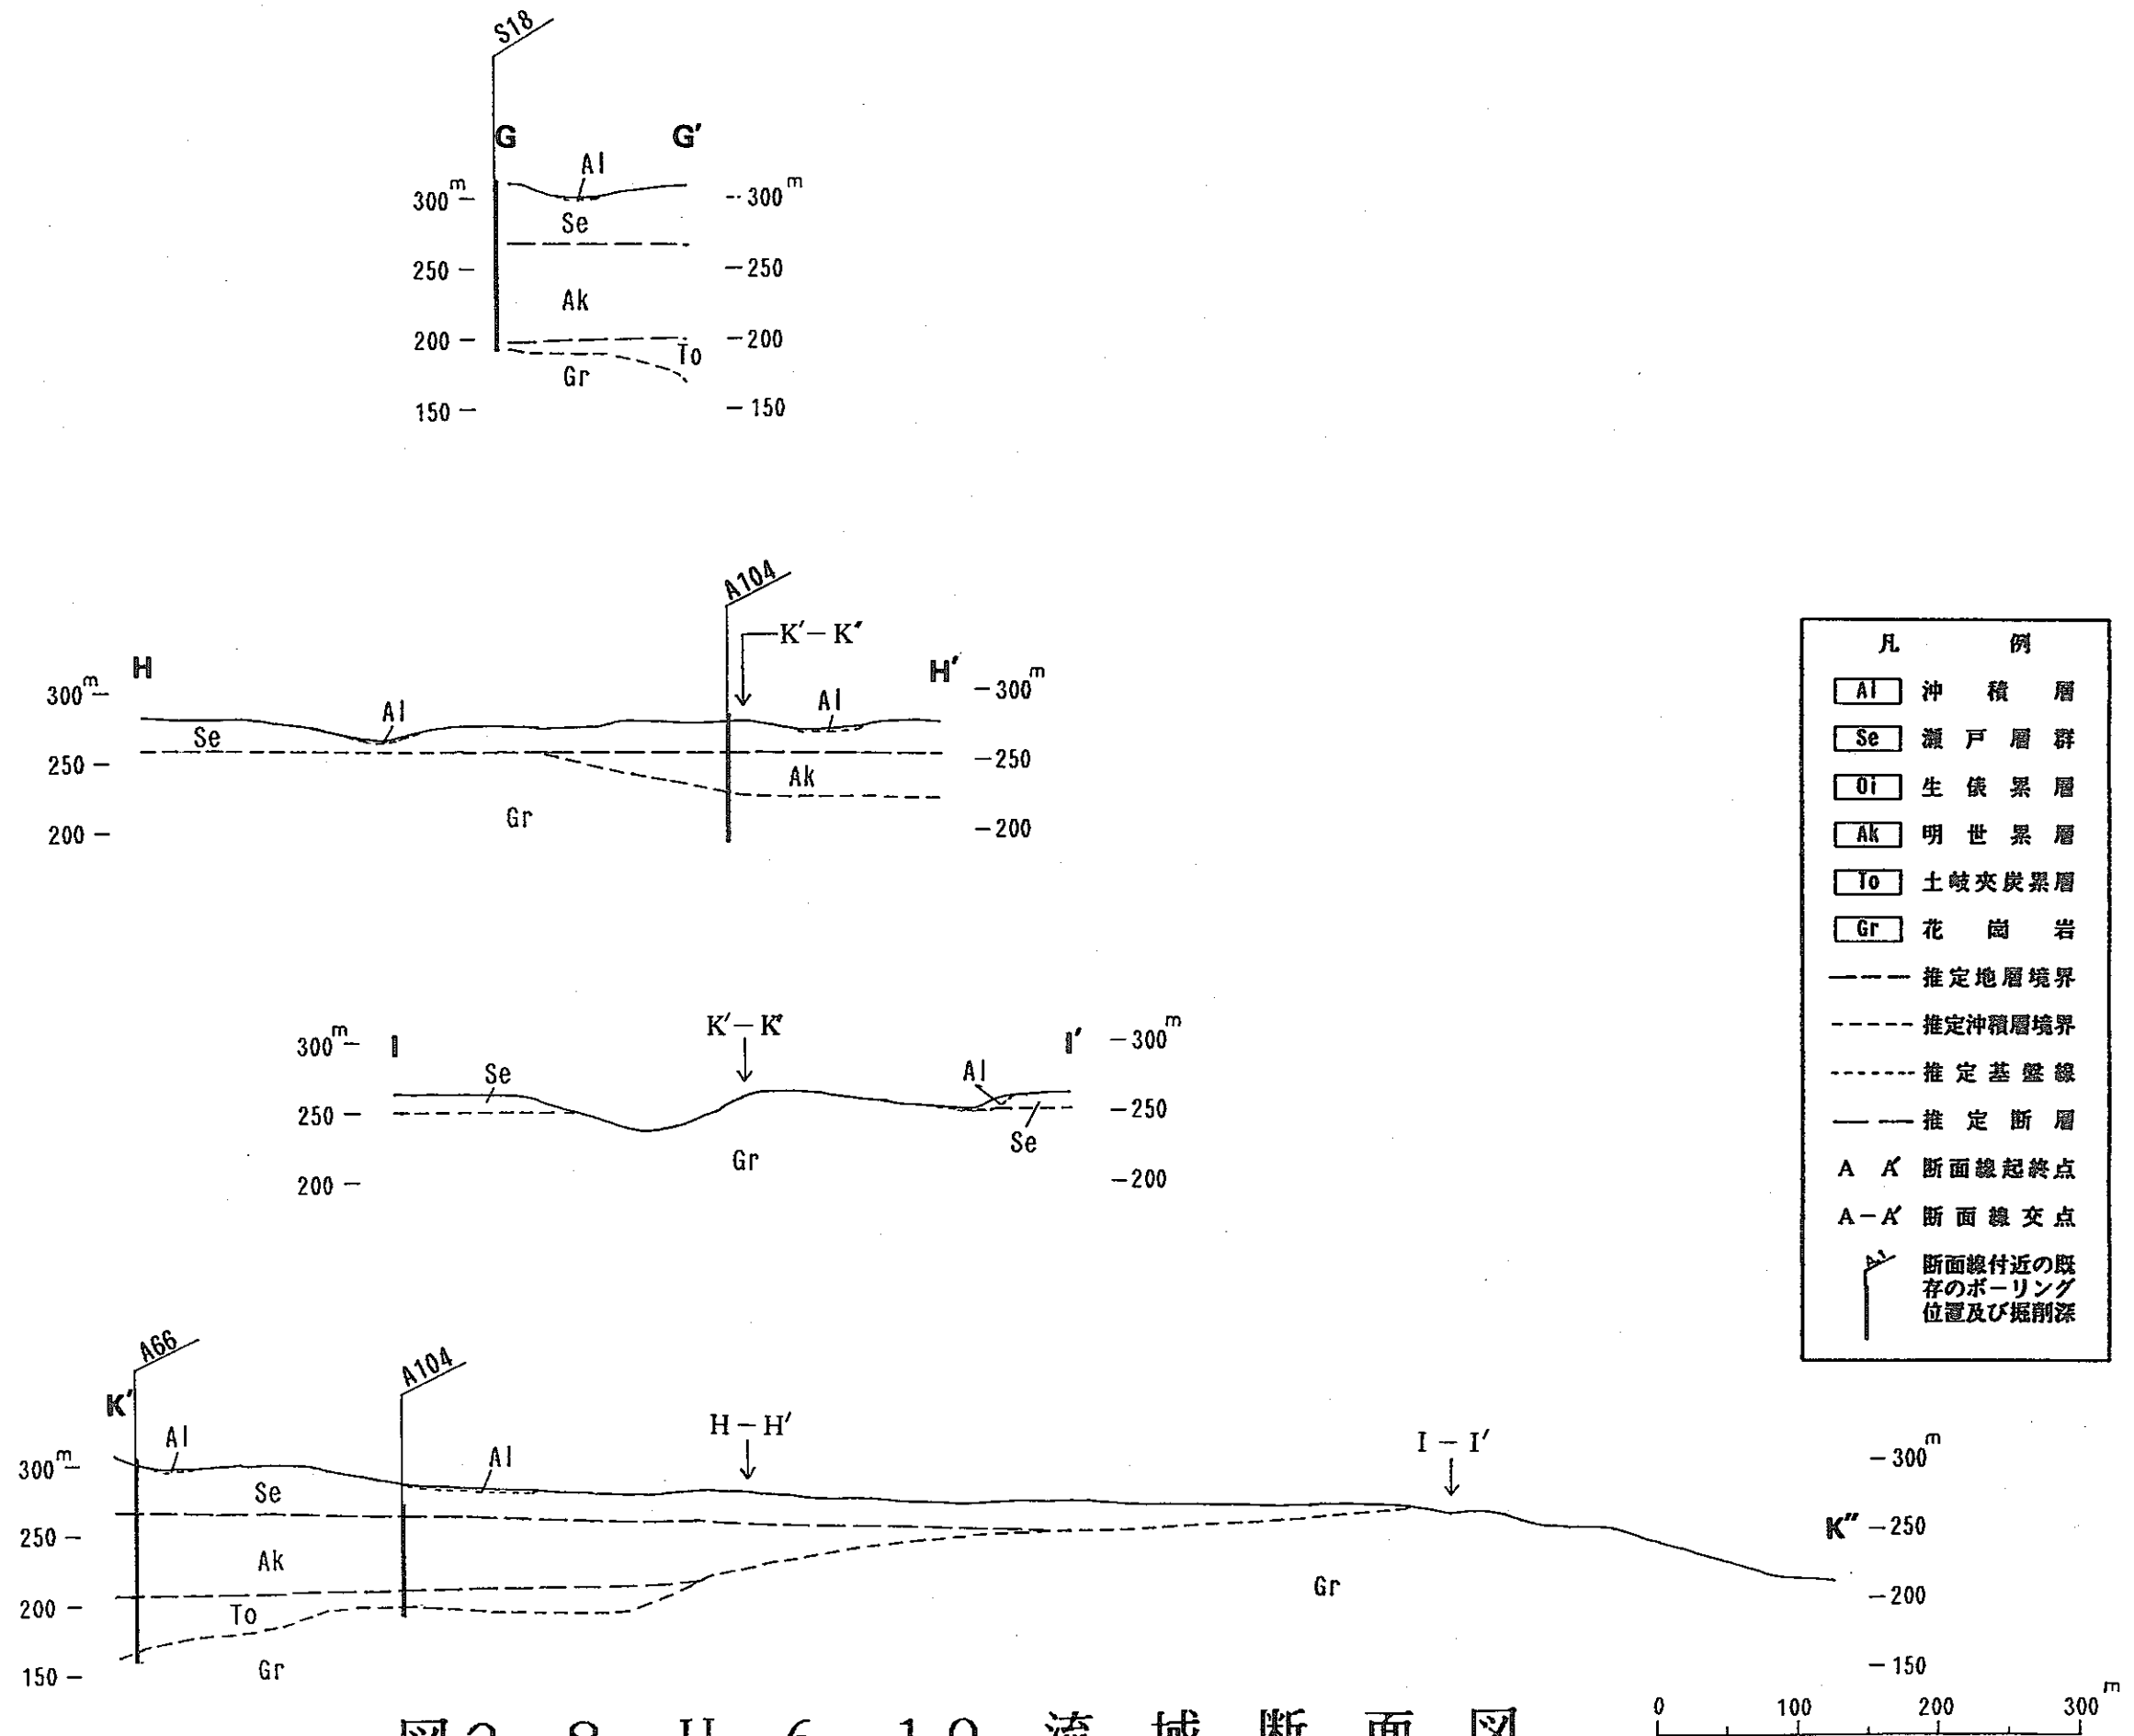 S18
G G'
Al
300m 300m
Se
250 250
Ak
200 200
To
Gr
150 150
A104
K'−K″
H H'
300m 300m
Al Al
Se
250 250
Ak
Gr
200 200
K'−K″
I I'
300m 300m
Se Al
250 250
Se
Gr
200 200
A66
A104
K'
H−H'
I−I'
Al
Al
300m 300m
Se
250 K″ 250
Ak
Gr
200 200
To
150 150
Gr
0 100 200 300m
凡例
Al 沖積層
Se 瀬戸層群
Oi 生俵累層
Ak 明世累層
To 土岐夾炭累層
Gr 花崗岩
推定地層境界
推定沖積層境界
推定基盤線
推定断層
A A' 断面線起終点
A−A' 断面線交点
A1 断面線付近の既
存のボーリング
位置及び掘削深
流域断面図